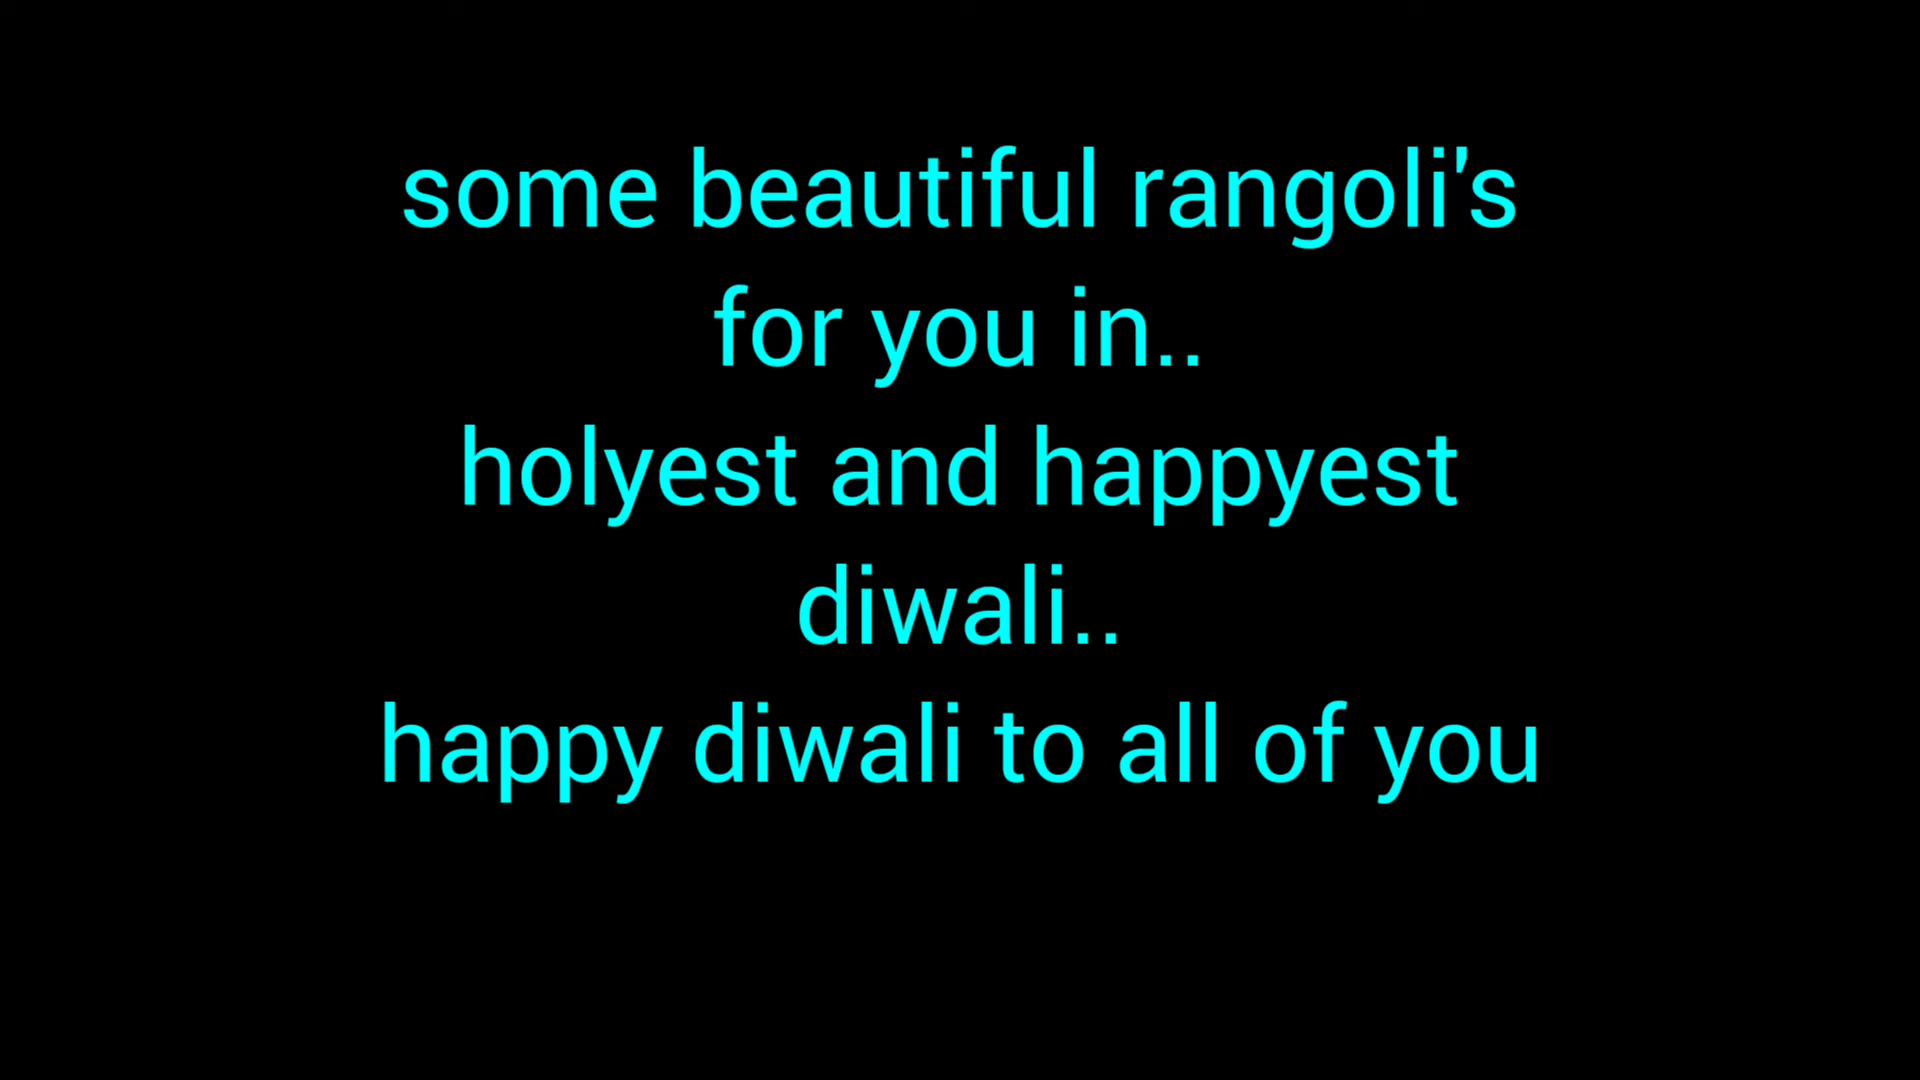 some beautiful rangoli's
for you in..
holyest and happyest
diwali..
happy diwali to all of you